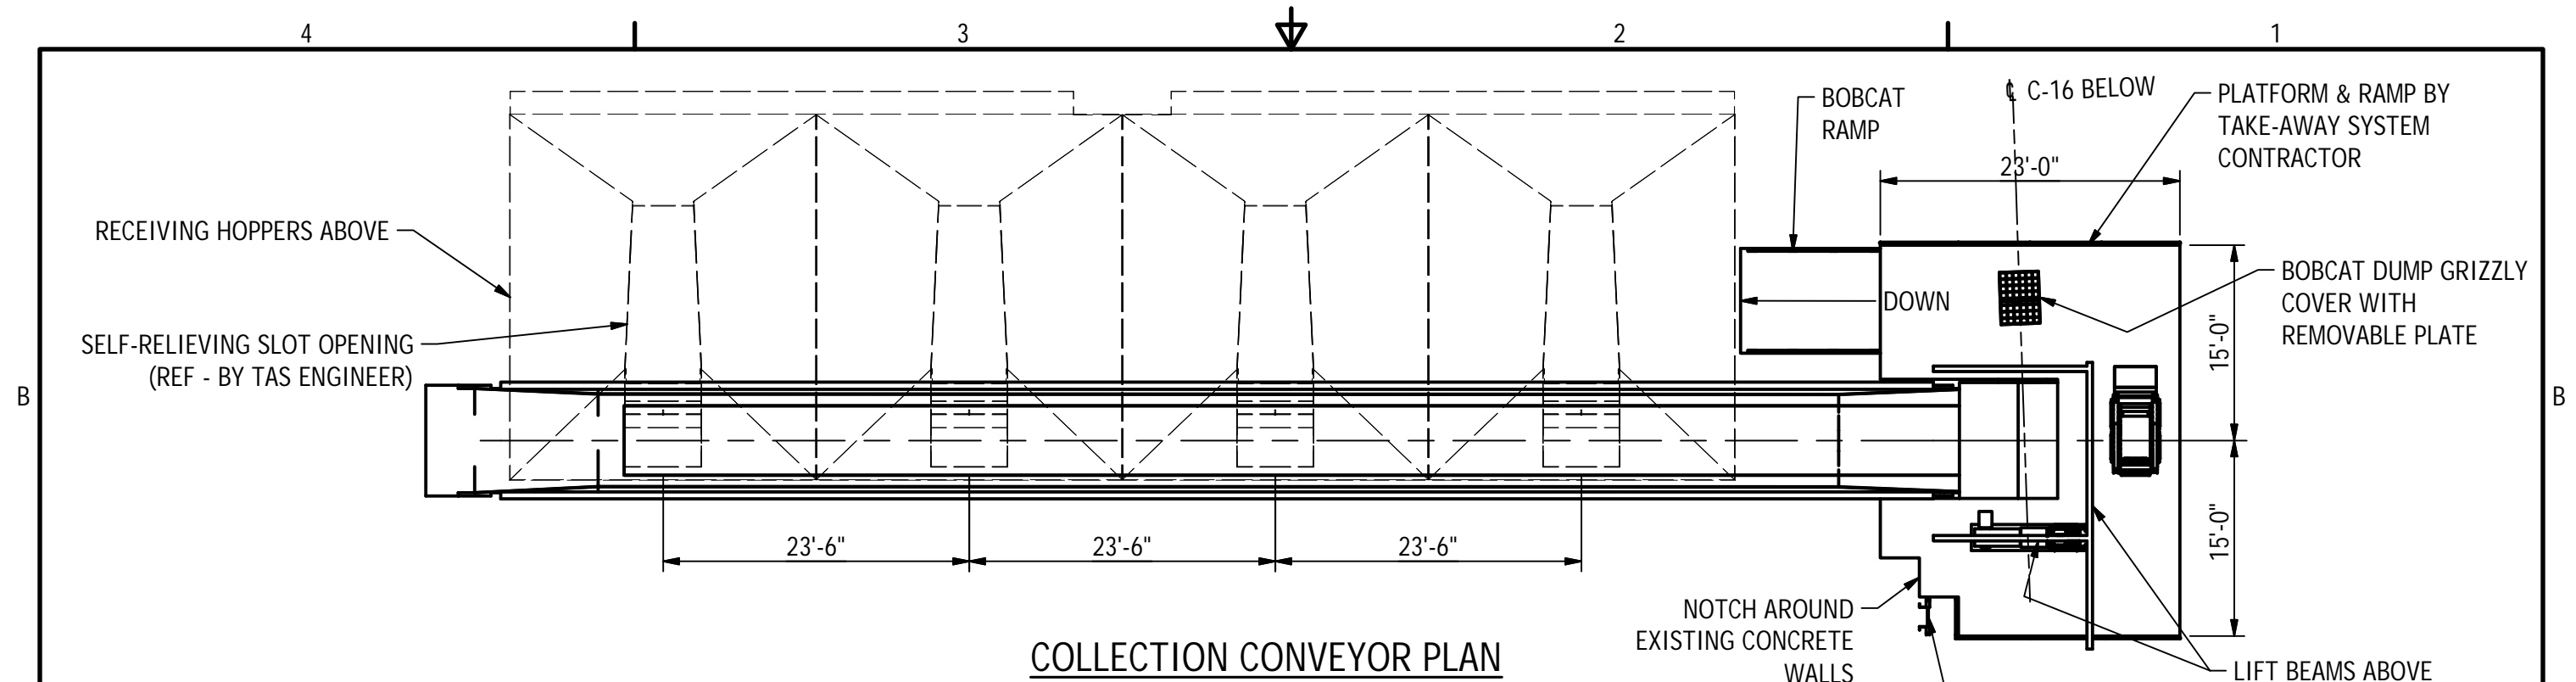 4
3
2
1
BOBCAT
RAMP
℄ C-16 BELOW
PLATFORM & RAMP BY
TAKE-AWAY SYSTEM
CONTRACTOR
23'-0"
RECEIVING HOPPERS ABOVE
BOBCAT DUMP GRIZZLY
COVER WITH
REMOVABLE PLATE
DOWN
15'-0"
SELF-RELIEVING SLOT OPENING
(REF - BY TAS ENGINEER)
B
B
15'-0"
23'-6"
23'-6"
23'-6"
NOTCH AROUND
EXISTING CONCRETE
WALLS
COLLECTION CONVEYOR PLAN
LIFT BEAMS ABOVE